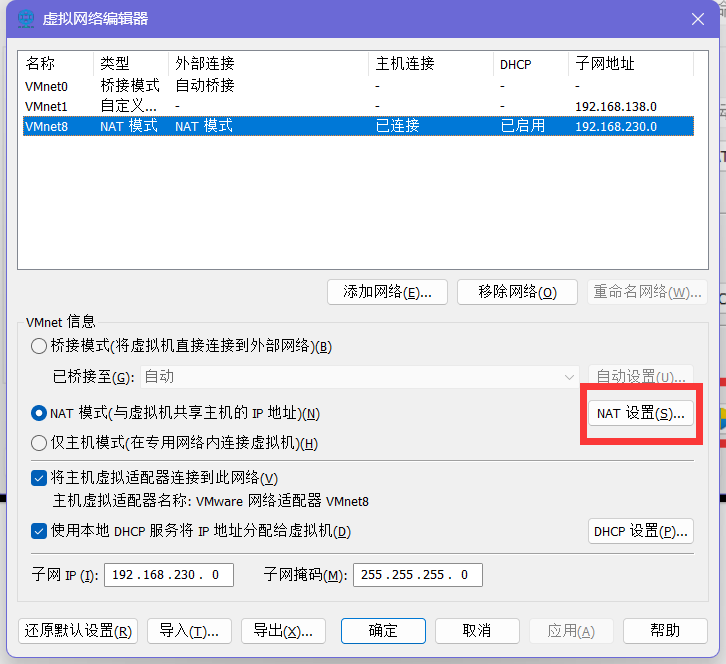 虚拟网络编辑器
名称 类型 外部连接 主机连接 DHCP 子网地址
VMnet0 桥接模式 自动桥接 - - -
VMnet1 自定义... - - - 192.168.138.0
VMnet8 NAT 模式 NAT 模式 已连接 已启用 192.168.230.0
添加网络(E)... 移除网络(O) 重命名网络(W)...
VMnet 信息
桥接模式(将虚拟机直接连接到外部网络)(B)
已桥接至(G): 自动 自动设置(U)...
NAT 模式(与虚拟机共享主机的 IP 地址)(N) NAT 设置(S)...
仅主机模式(在专用网络内连接虚拟机)(H)
将主机虚拟适配器连接到此网络(V)
主机虚拟适配器名称: VMware 网络适配器 VMnet8
使用本地 DHCP 服务将 IP 地址分配给虚拟机(D) DHCP 设置(P)...
子网 IP (I): 192 .168 .230 . 0 子网掩码(M): 255 .255 .255 . 0
还原默认设置(R) 导入(T)... 导出(X)... 确定 取消 应用(A) 帮助